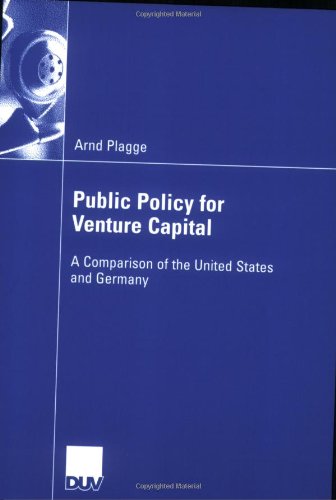 Copyrighted Material
Arnd Plagge
Public Policy for
Venture Capital
A Comparison of the United States
and Germany
DUV
Copyrighted Material